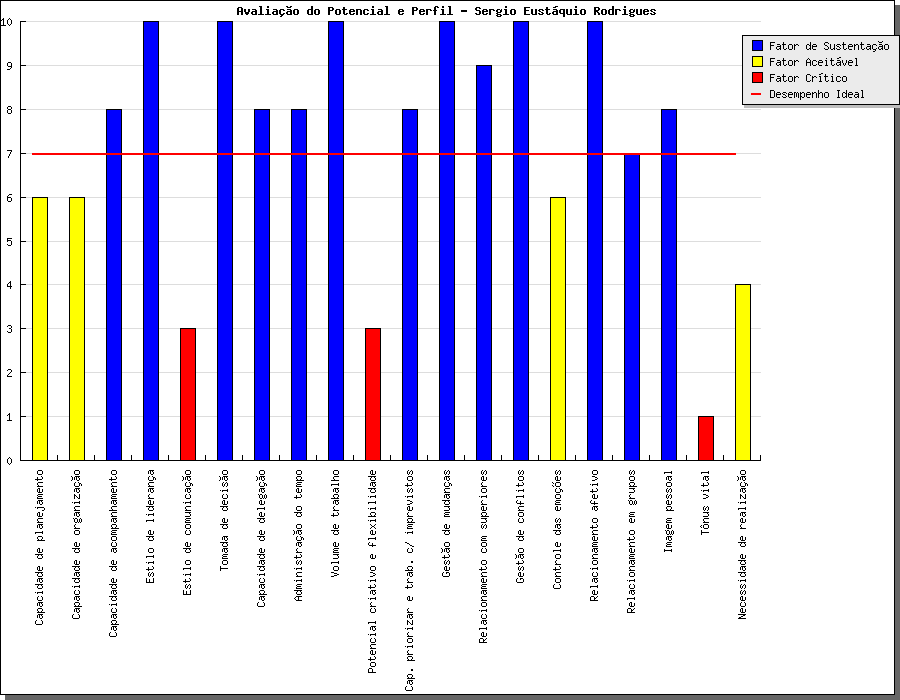 Avaliação do Potencial e Perfil - Sergio Eustáquio Rodrigues
Fator de Sustentação
Fator Aceitável
Fator Crítico
Desempenho Ideal
10
9
8
7
6
5
4
3
2
1
0
Capacidade de planejamento
Capacidade de organização
Capacidade de acompanhamento
Estilo de liderança
Estilo de comunicação
Tomada de decisão
Capacidade de delegação
Administração do tempo
Volume de trabalho
Potencial criativo e flexibilidade
Cap. priorizar e trab. c/ imprevistos
Gestão de mudanças
Relacionamento com superiores
Gestão de conflitos
Controle das emoções
Relacionamento afetivo
Relacionamento em grupos
Imagem pessoal
Tônus vital
Necessidade de realização